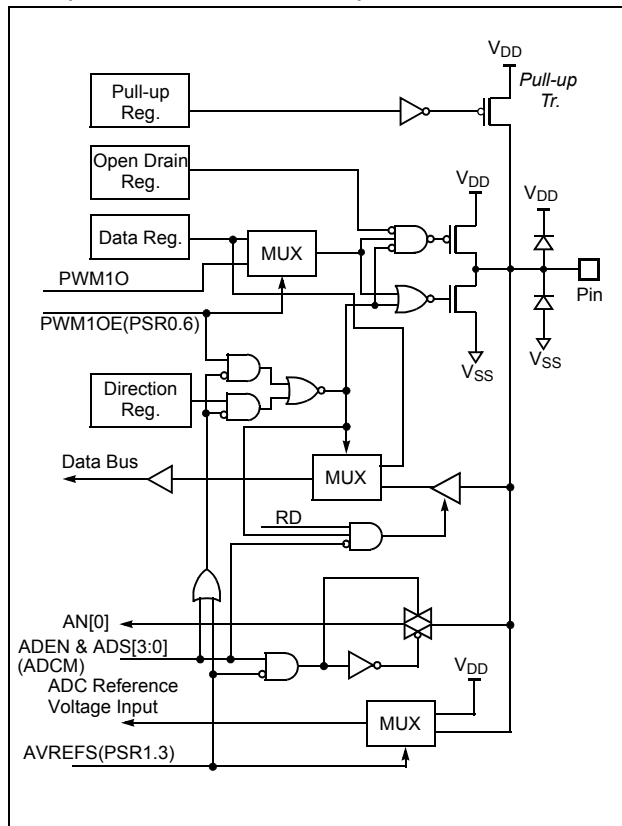 VDD
Pull-up
Tr.
Pull-up
Reg.
Open Drain
Reg.
VDD
VDD
Data Reg.
MUX
PWM1O
Pin
PWM1OE(PSR0.6)
VSS
VSS
Direction
Reg.
Data Bus
MUX
RD
AN[0]
ADEN & ADS[3:0]
(ADCM)
VDD
ADC Reference
Voltage Input
MUX
AVREFS(PSR1.3)